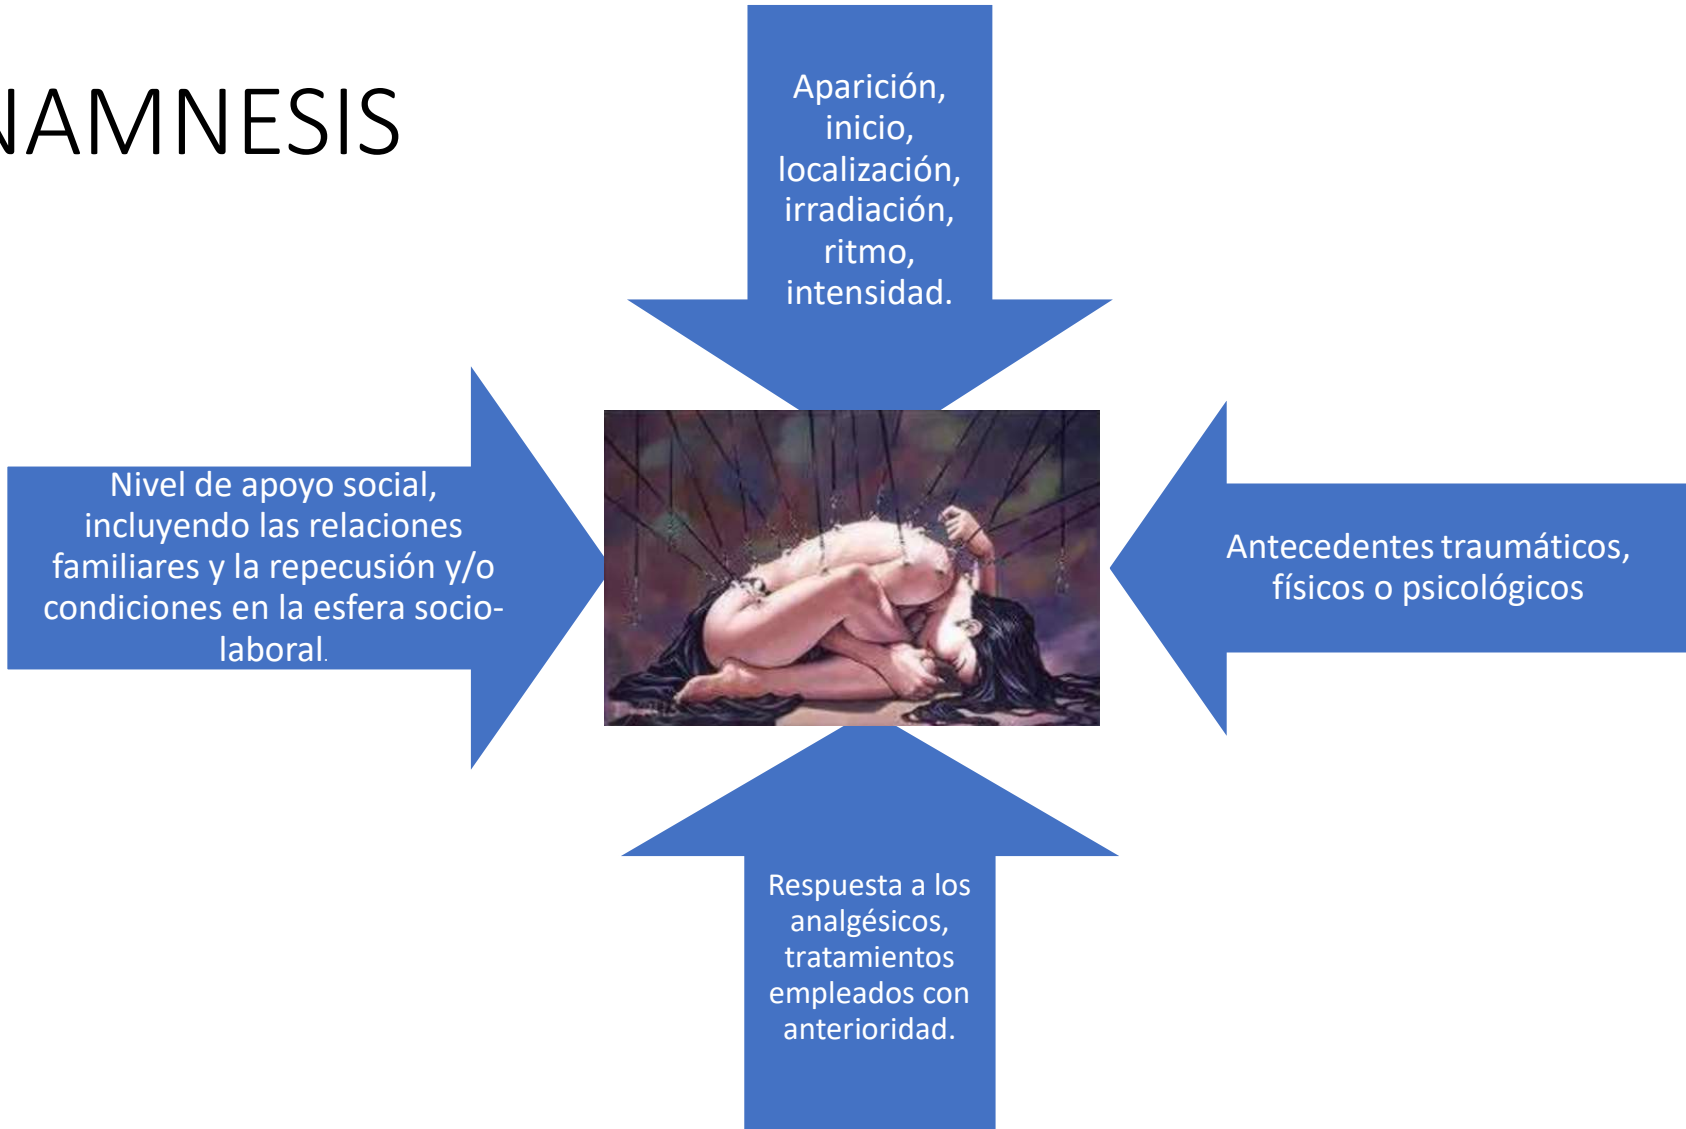 NAMNESIS
Aparición,
inicio,
localización,
irradiación,
ritmo,
intensidad.
Nivel de apoyo social,
incluyendo las relaciones
familiares y la repecusión y/o
condiciones en la esfera socio-
laboral.
Antecedentes traumáticos,
físicos o psicológicos
Respuesta a los
analgésicos,
tratamientos
empleados con
anterioridad.